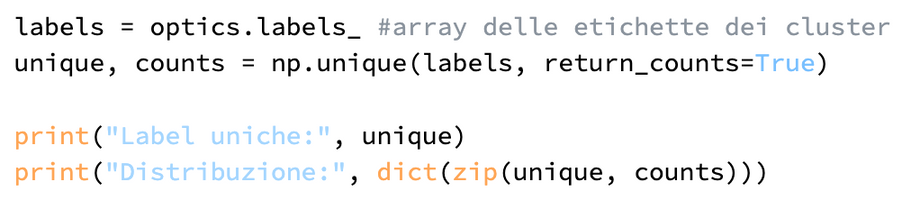 labels = optics.labels_ #array delle etichette dei cluster
unique, counts = np.unique(labels, return_counts=True)
print("Label uniche:", unique)
print("Distribuzione:", dict(zip(unique, counts)))